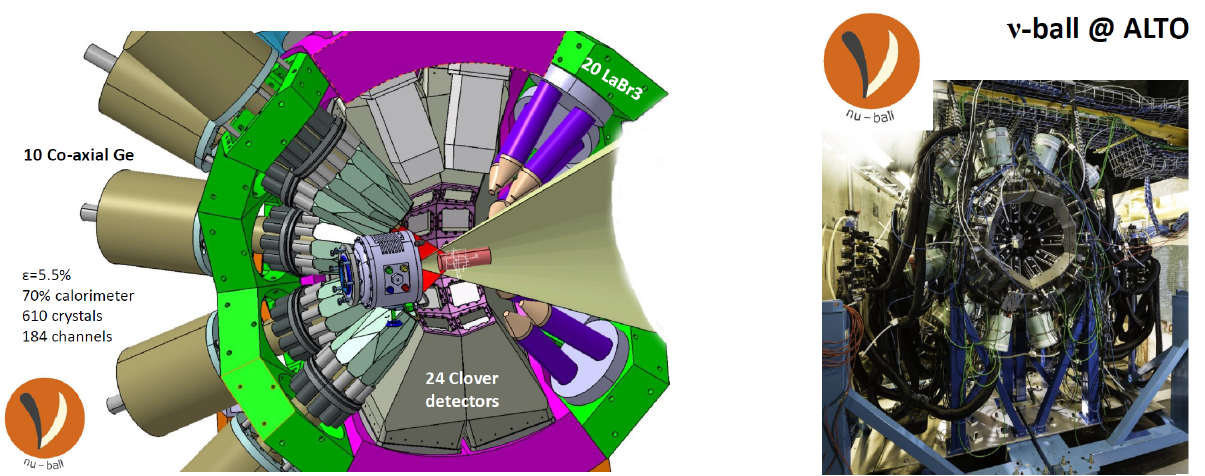 ν-ball @ ALTO
nu – ball
20 LaBr3
10 Co-axial Ge
ε=5.5%
70% calorimeter
610 crystals
184 channels
24 Clover
detectors
nu – ball